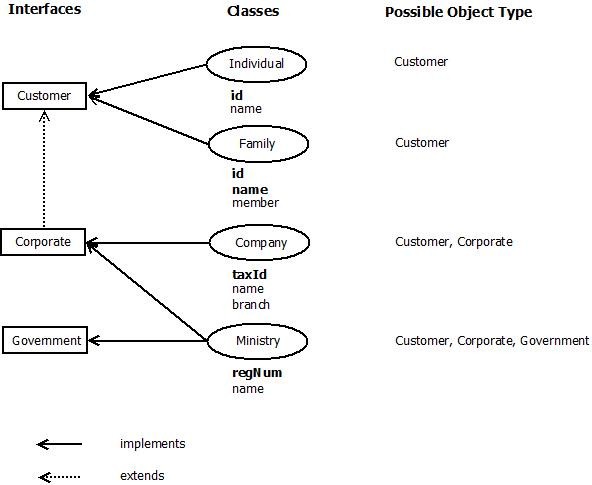 Interfaces Classes Possible Object Type
Individual Customer
Customer
id
name
Family Customer
id
name
member
Corporate Company Customer, Corporate
taxId
name
branch
Government Ministry Customer, Corporate, Government
regNum
name
implements
extends